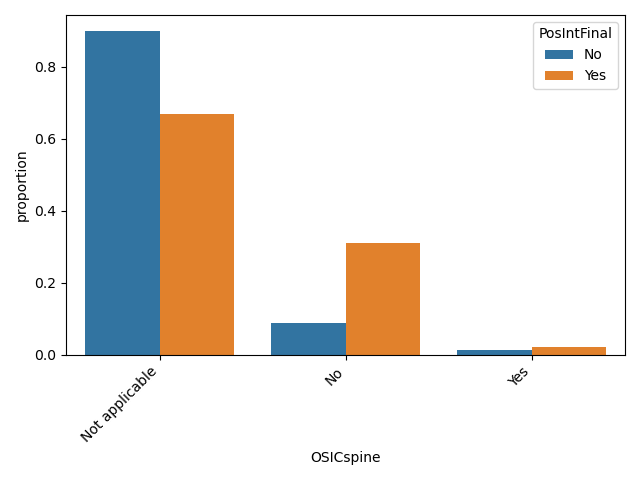 PosIntFinal
No
Yes
proportion
0.8
0.6
0.4
0.2
0.0
Not applicable
No
Yes
OSICspine